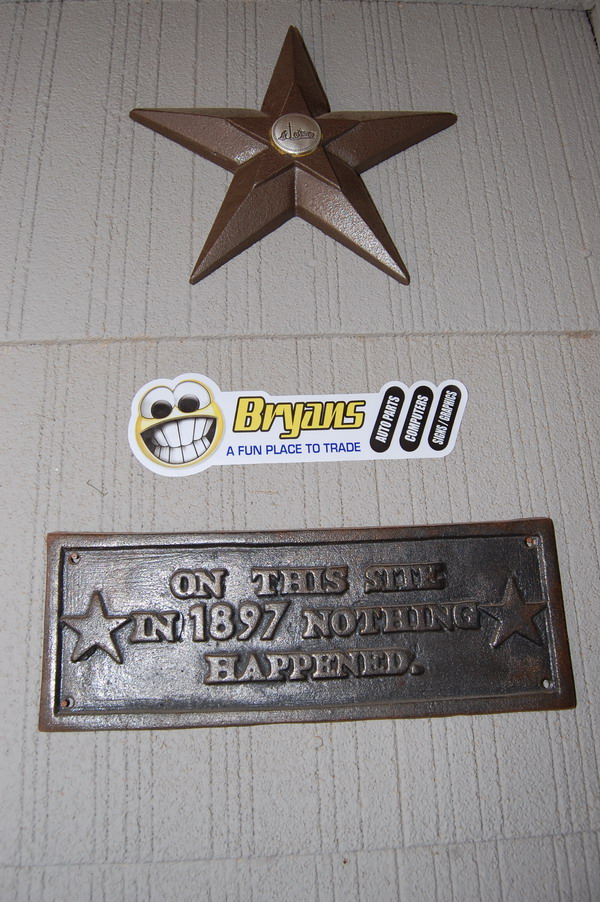 Bryans
A FUN PLACE TO TRADE
AUTO PARTS
COMPUTERS
SIGNS / GRAPHICS
ON THIS SITE
IN 1897 NOTHING
HAPPENED.